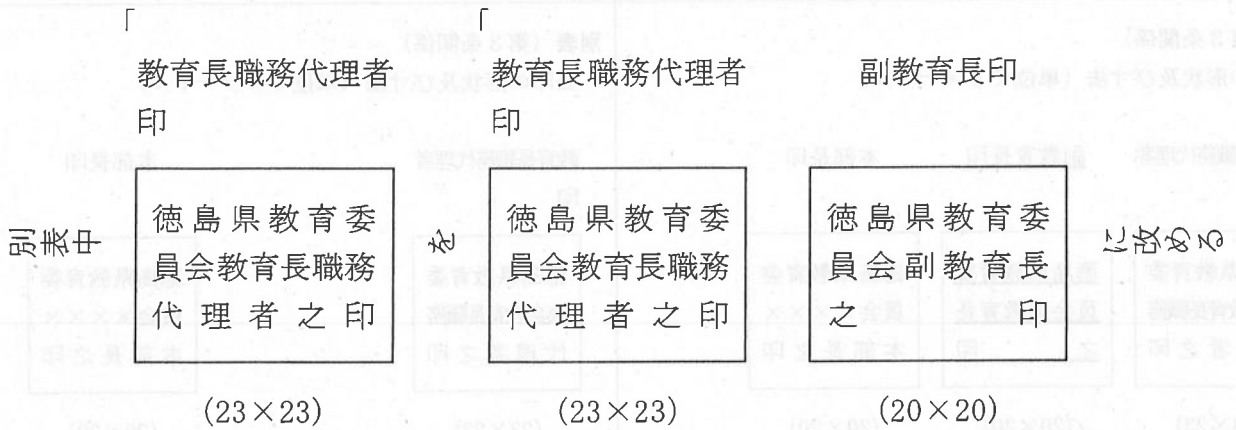 別表中
「
教育長職務代理者
印
徳島県教育委
員会教育長職務
代理者之印
(23×23)
を
「
教育長職務代理者
印
徳島県教育委
員会教育長職務
代理者之印
(23×23)
副教育長印
徳島県教育委
員会副教育長
之印
(20×20)
に改める